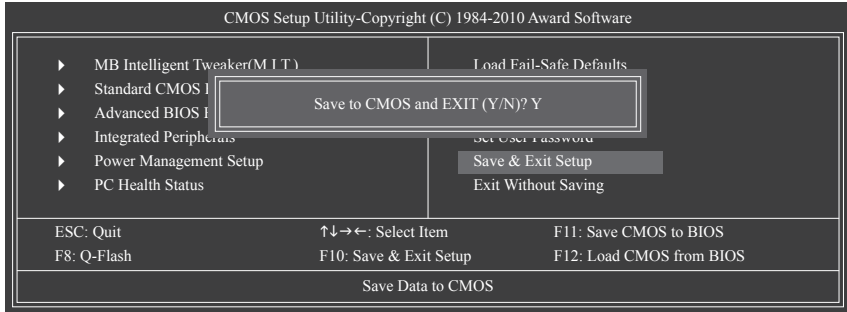 CMOS Setup Utility-Copyright (C) 1984-2010 Award Software
MB Intelligent Tweaker(M.I.T.)
Standard CMOS
Advanced BIOS
Integrated Peripherals
Power Management Setup
PC Health Status
Load Fail-Safe Defaults
Set User Password
Save & Exit Setup
Exit Without Saving
Save to CMOS and EXIT (Y/N)? Y
ESC: Quit ↑↓→←: Select Item F11: Save CMOS to BIOS
F8: Q-Flash F10: Save & Exit Setup F12: Load CMOS from BIOS
Save Data to CMOS